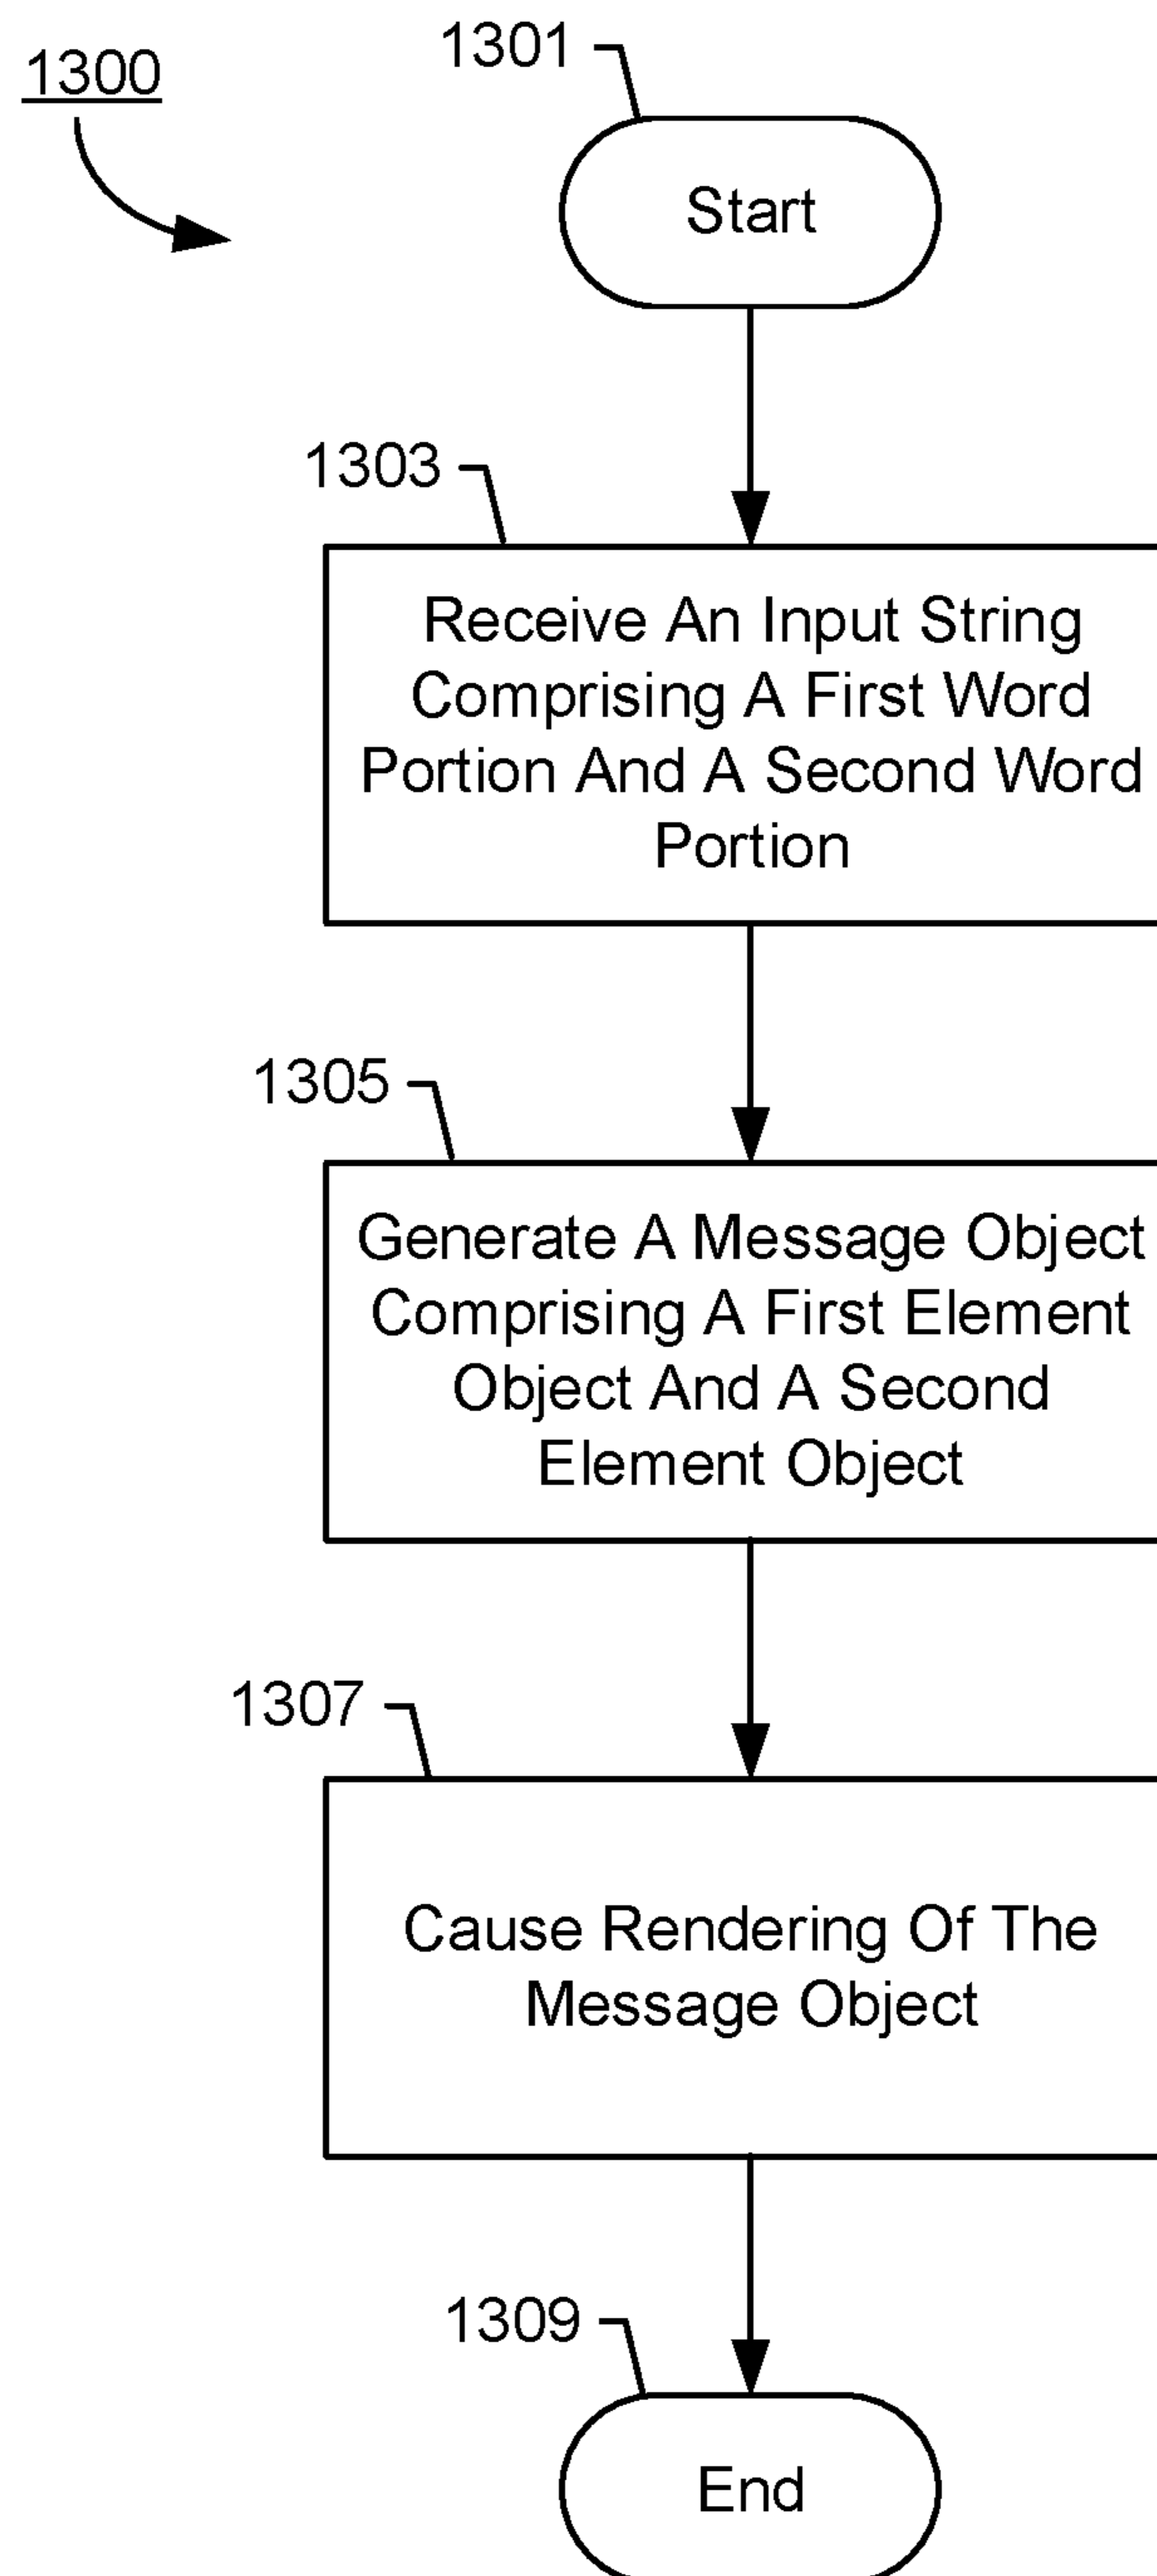 1300
1301
Start
1303
Receive An Input String
Comprising A First Word
Portion And A Second Word
Portion
1305
Generate A Message Object
Comprising A First Element
Object And A Second
Element Object
1307
Cause Rendering Of The
Message Object
1309
End